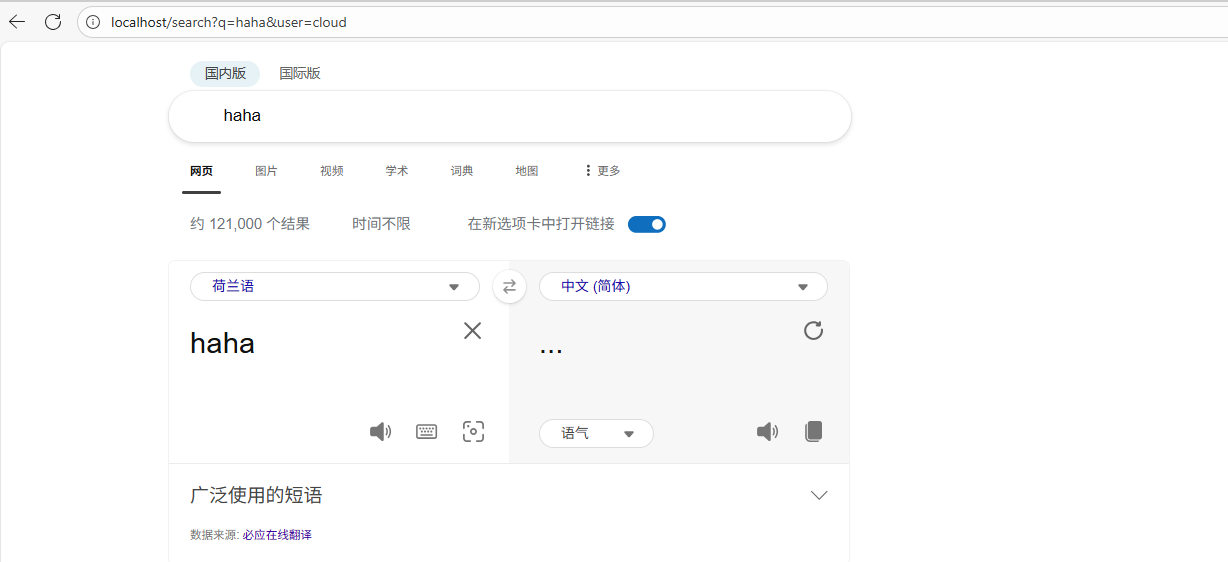 localhost/search?q=haha&user=cloud
国内版 国际版
haha
网页 图片 视频 学术 词典 地图 更多
约 121,000 个结果 时间不限 在新选项卡中打开链接
荷兰语 中文 (简体)
haha ...
语气
广泛使用的短语
数据来源: 必应在线翻译